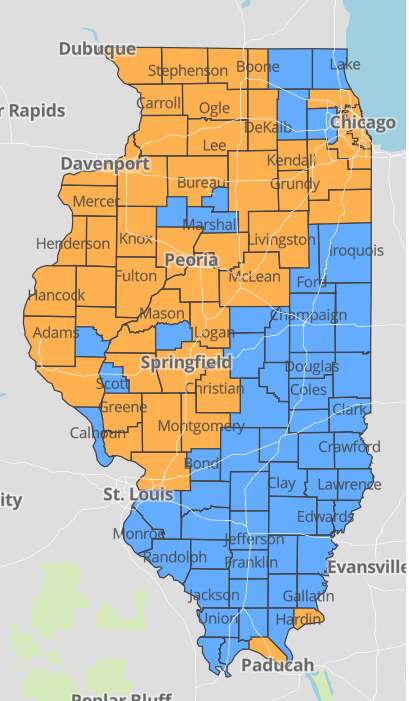 Dubuque
Stephenson
Boone
Lake
r Rapids
Carroll
Ogle
DeKalb
Chicago
Lee
Davenport
Kendall
Bureau
Grundy
Mercer
Marshal
Henderson
Knox
Livingston
Iroquois
Peoria
Fulton
McLean
Ford
Hancock
Mason
Champaign
Adams
Logan
Springfield
Douglas
Scott
Christian
Coles
Greene
Clark
Calhoun
Montgomery
Crawford
Bond
Clay
Lawrence
ity
St. Louis
Edwards
Monroe
Jefferson
Randolph
Franklin
Evansville
Jackson
Gallatin
Union
Hardin
Paducah
Poplar Bluff